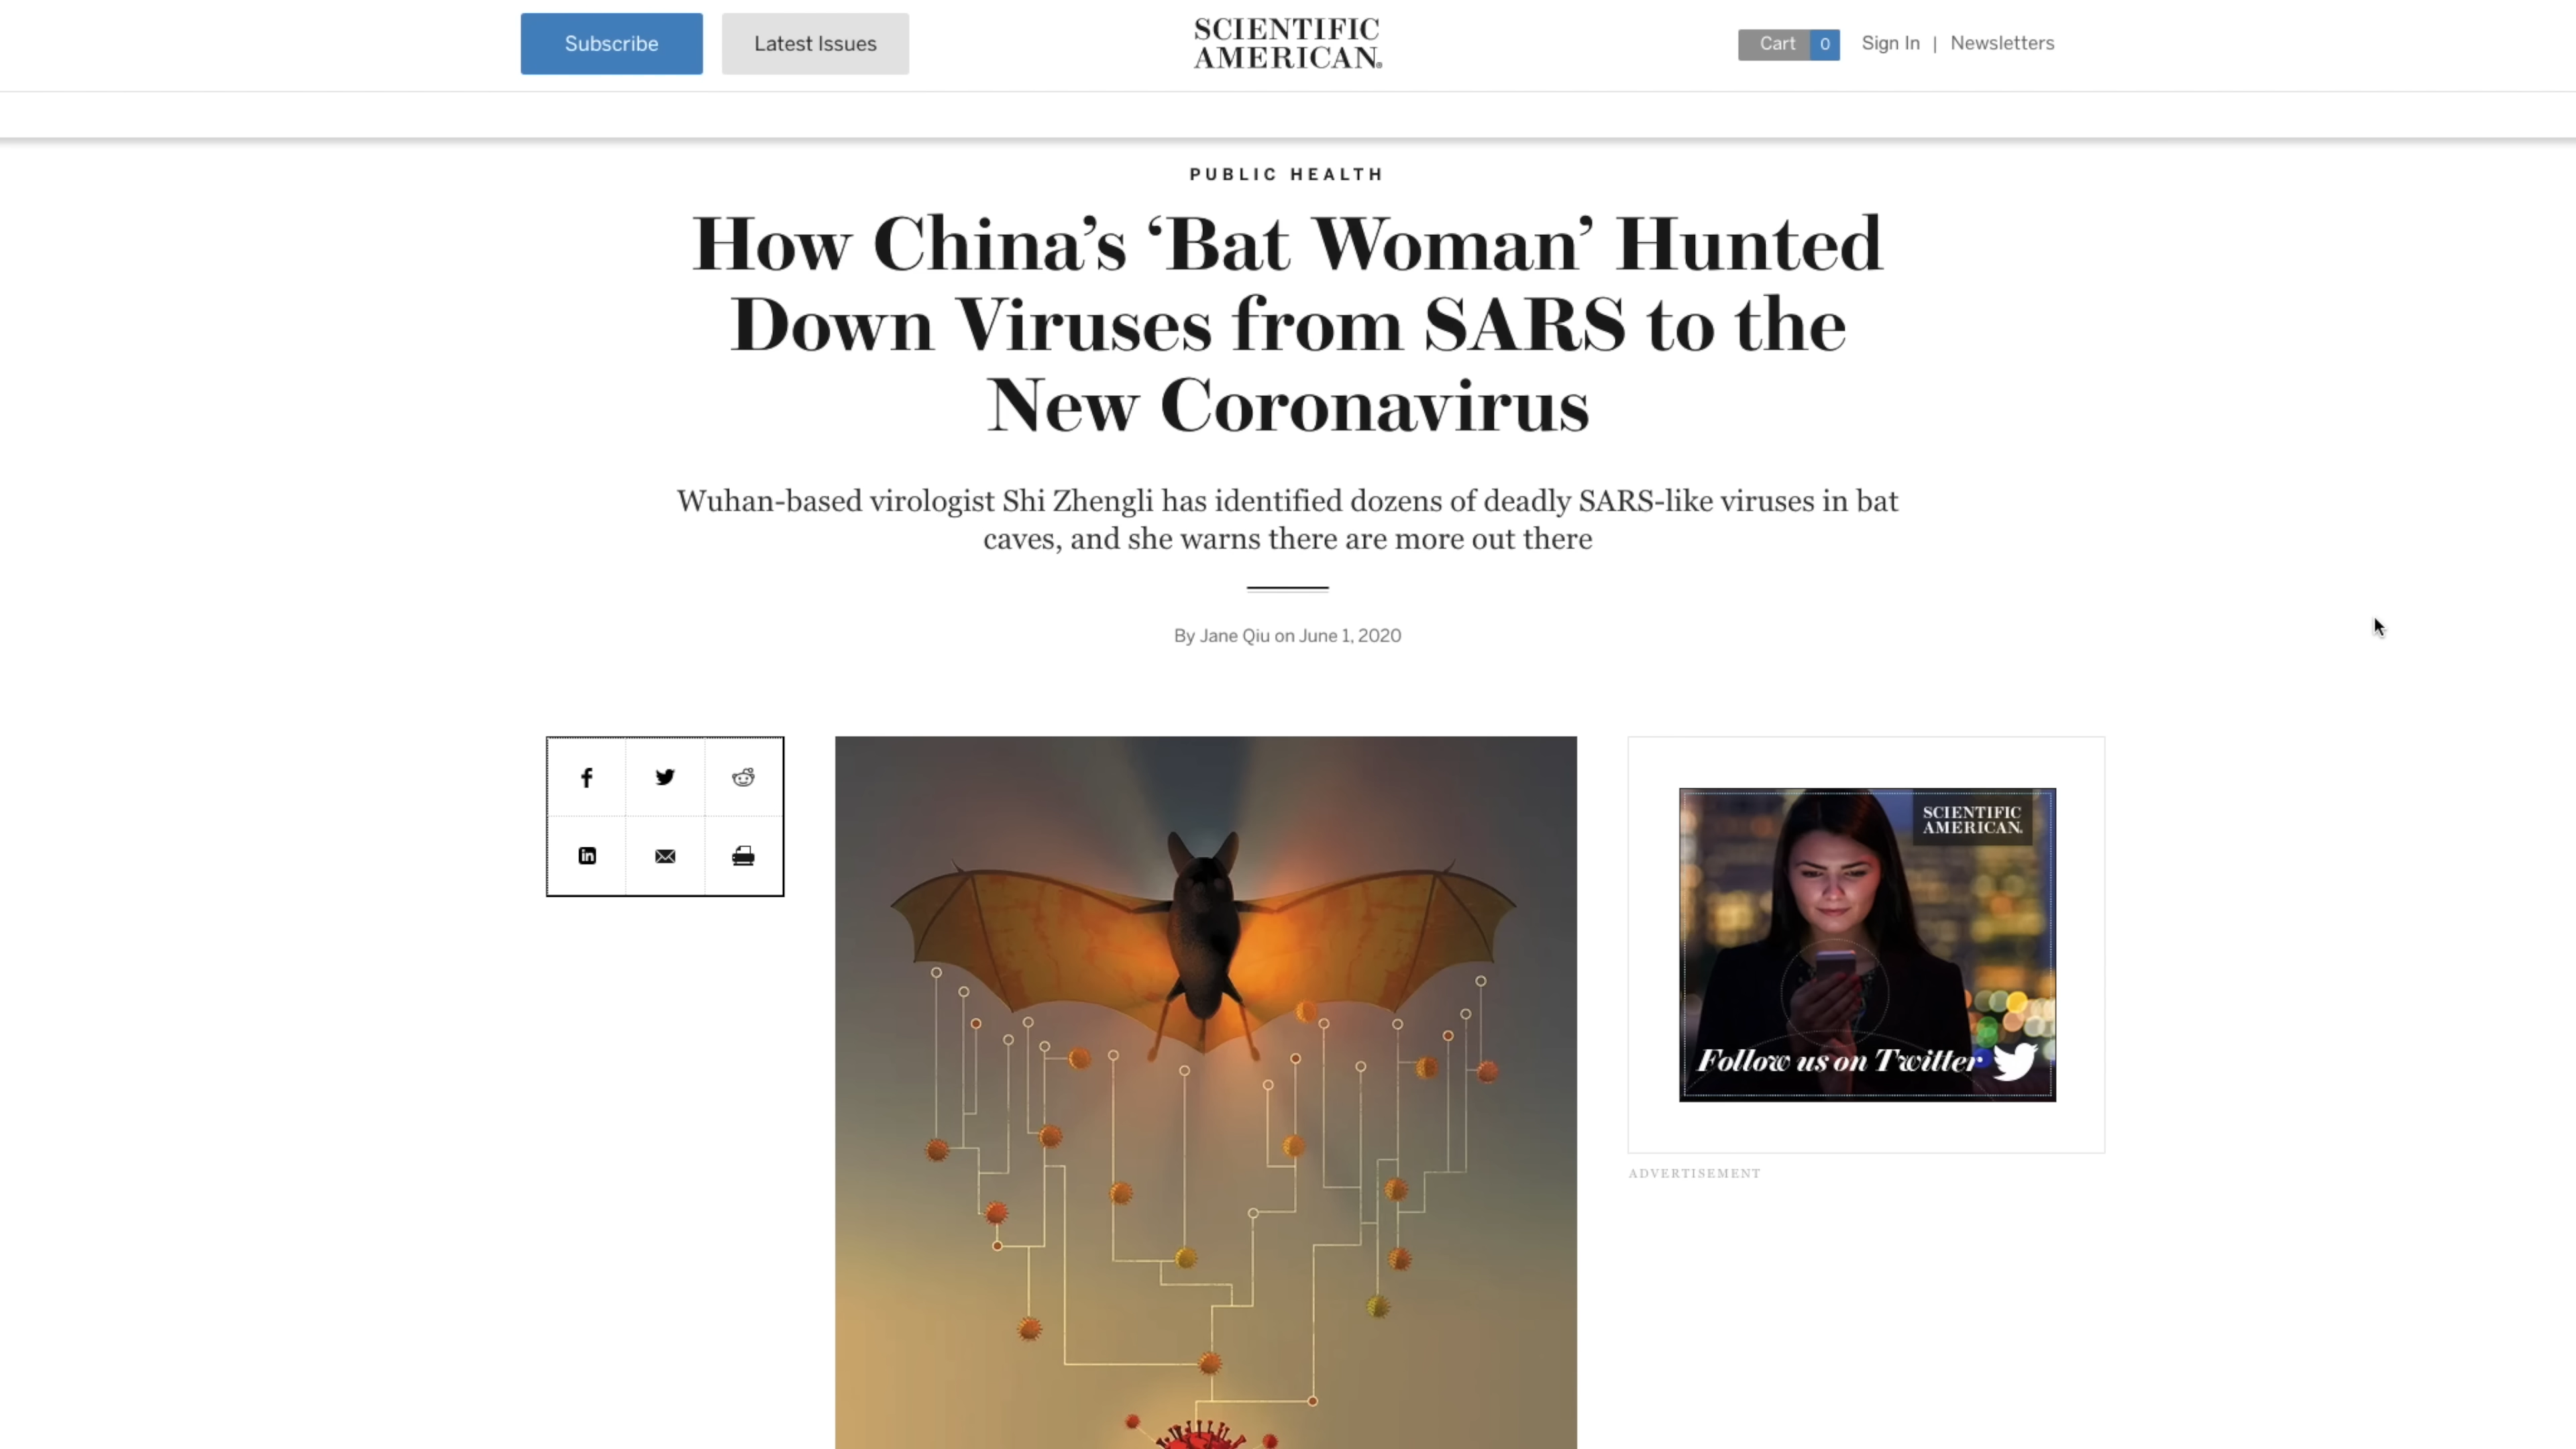 Subscribe
Latest Issues
SCIENTIFIC
AMERICAN®
Cart 0
Sign In | Newsletters
PUBLIC HEALTH
How China’s ‘Bat Woman’ Hunted
Down Viruses from SARS to the
New Coronavirus
Wuhan-based virologist Shi Zhengli has identified dozens of deadly SARS-like viruses in bat
caves, and she warns there are more out there
By Jane Qiu on June 1, 2020
SCIENTIFIC
AMERICAN
Follow us on Twitter
ADVERTISEMENT